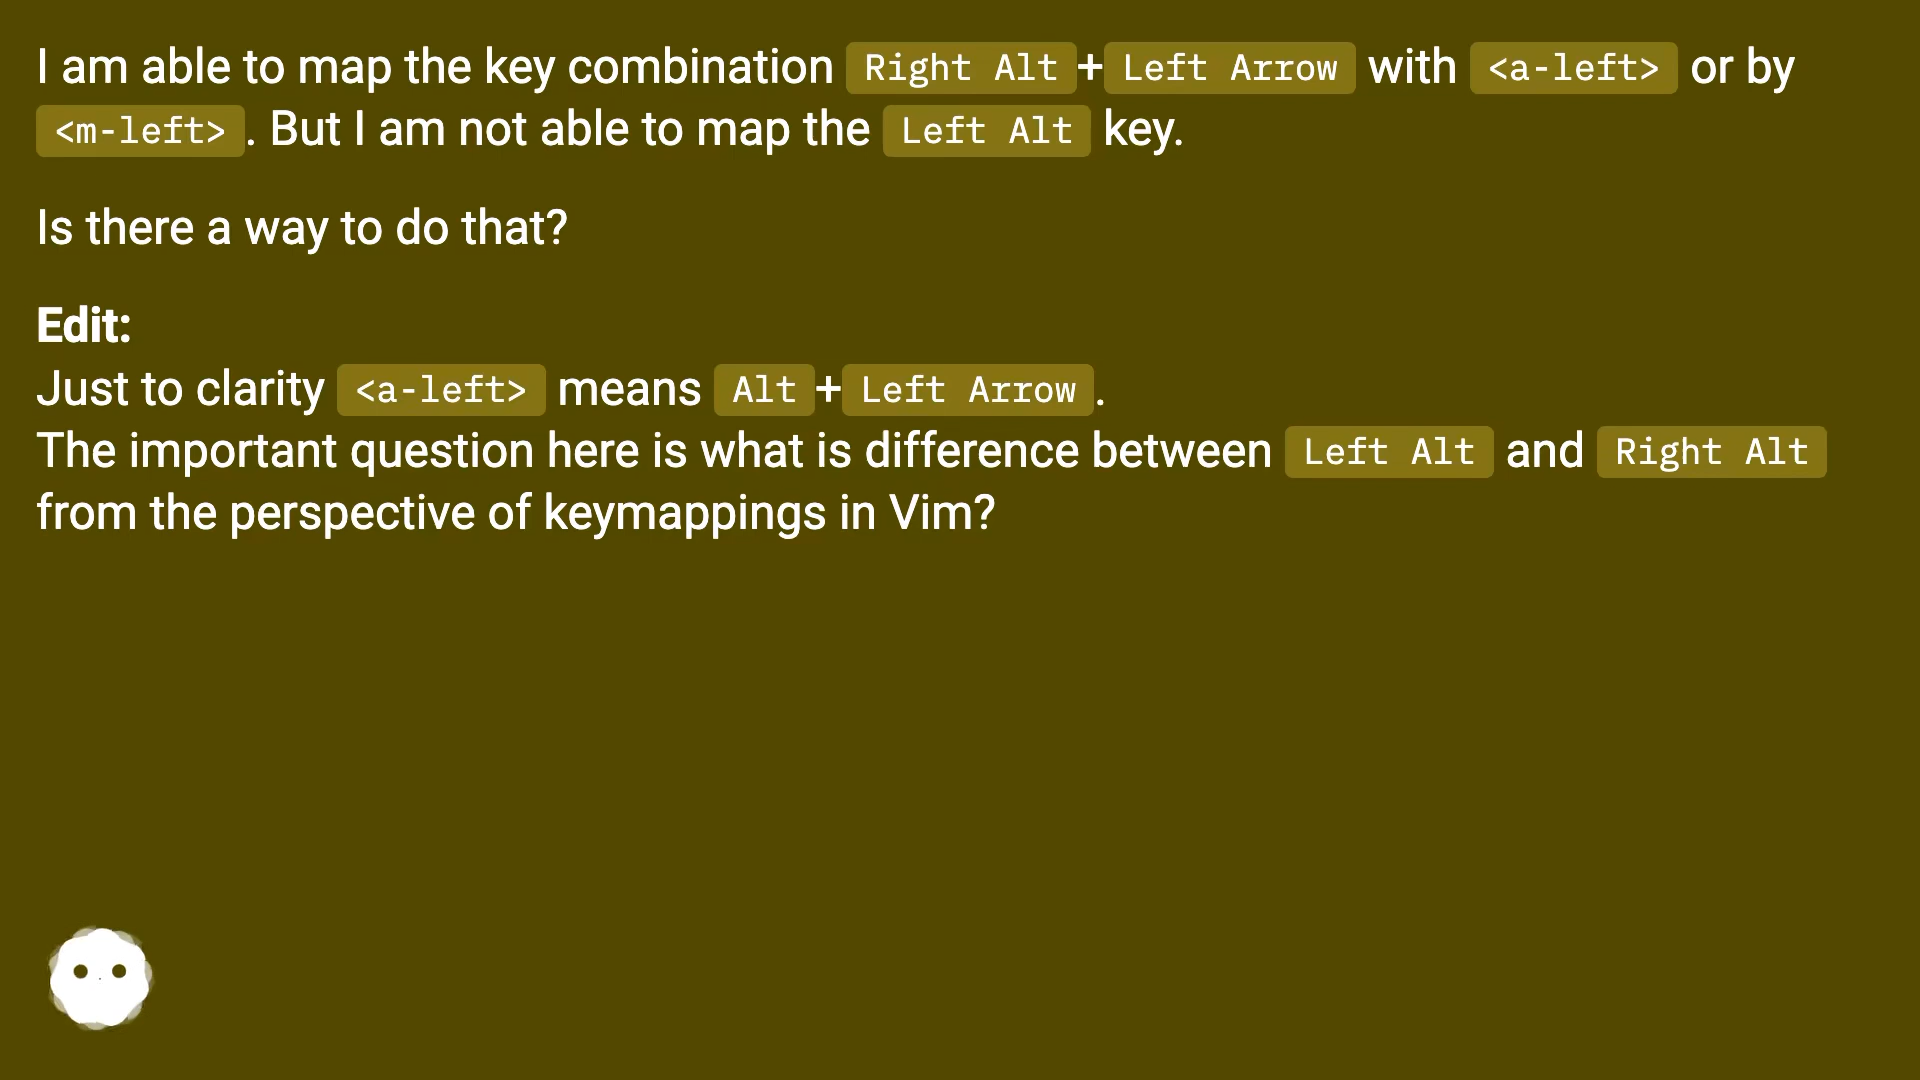 I am able to map the key combination Right Alt+Left Arrow with <a-left> or by
<m-left>. But I am not able to map the Left Alt key.
Is there a way to do that?
Edit:
Just to clarity <a-left> means Alt+Left Arrow.
The important question here is what is difference between Left Alt and Right Alt
from the perspective of keymappings in Vim?